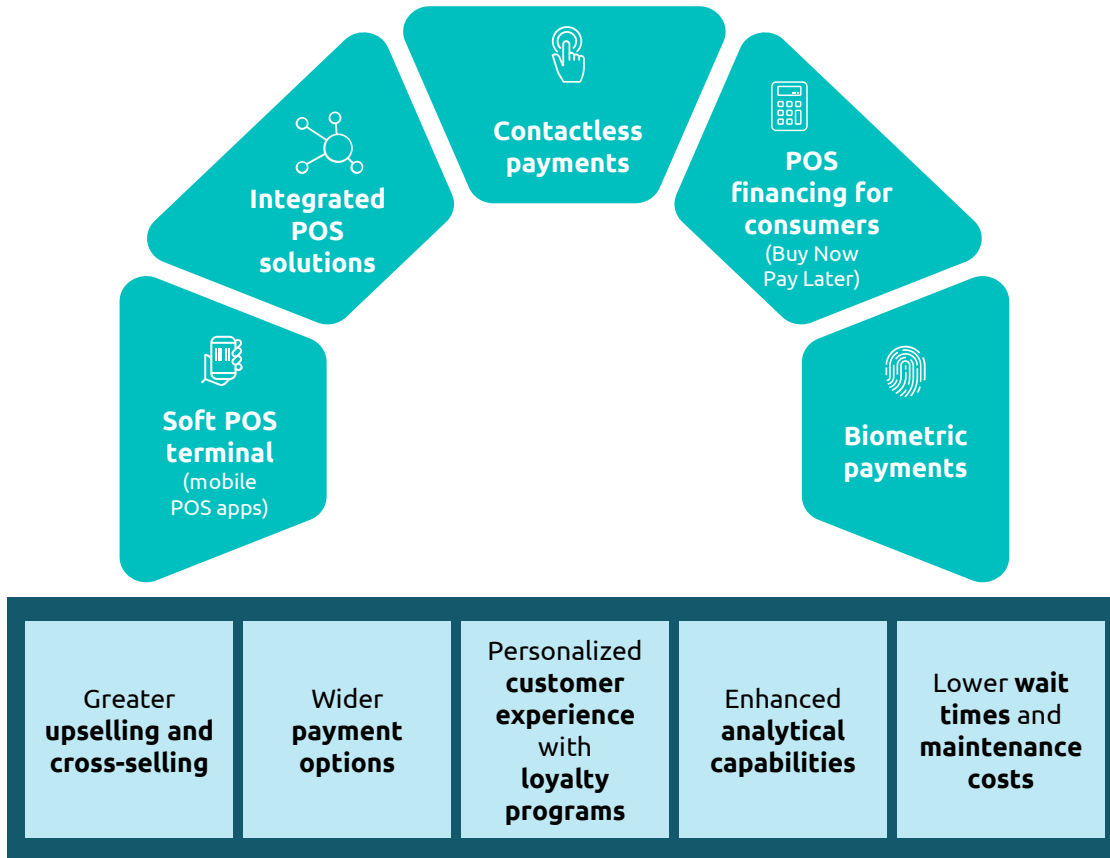 Contactless
payments
Integrated
POS
solutions
POS
financing for
consumers
(Buy Now
Pay Later)
Soft POS
terminal
(mobile
POS apps)
Biometric
payments
Greater
upselling and
cross-selling
Wider
payment
options
Personalized
customer
experience
with
loyalty
programs
Enhanced
analytical
capabilities
Lower wait
times and
maintenance
costs